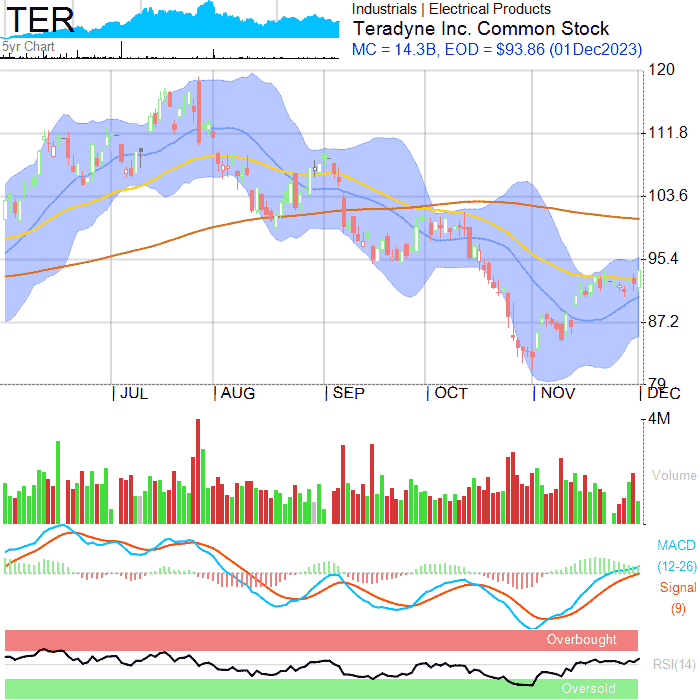 TER
Industrials | Electrical Products
Teradyne Inc. Common Stock
5yr Chart
MC = 14.3B, EOD = $93.86 (01Dec2023)
120
111.8
103.6
95.4
87.2
79
JUL
AUG
SEP
OCT
NOV
DEC
4M
Volume
MACD
(12-26)
Signal
(9)
Overbought
RSI(14)
Oversold